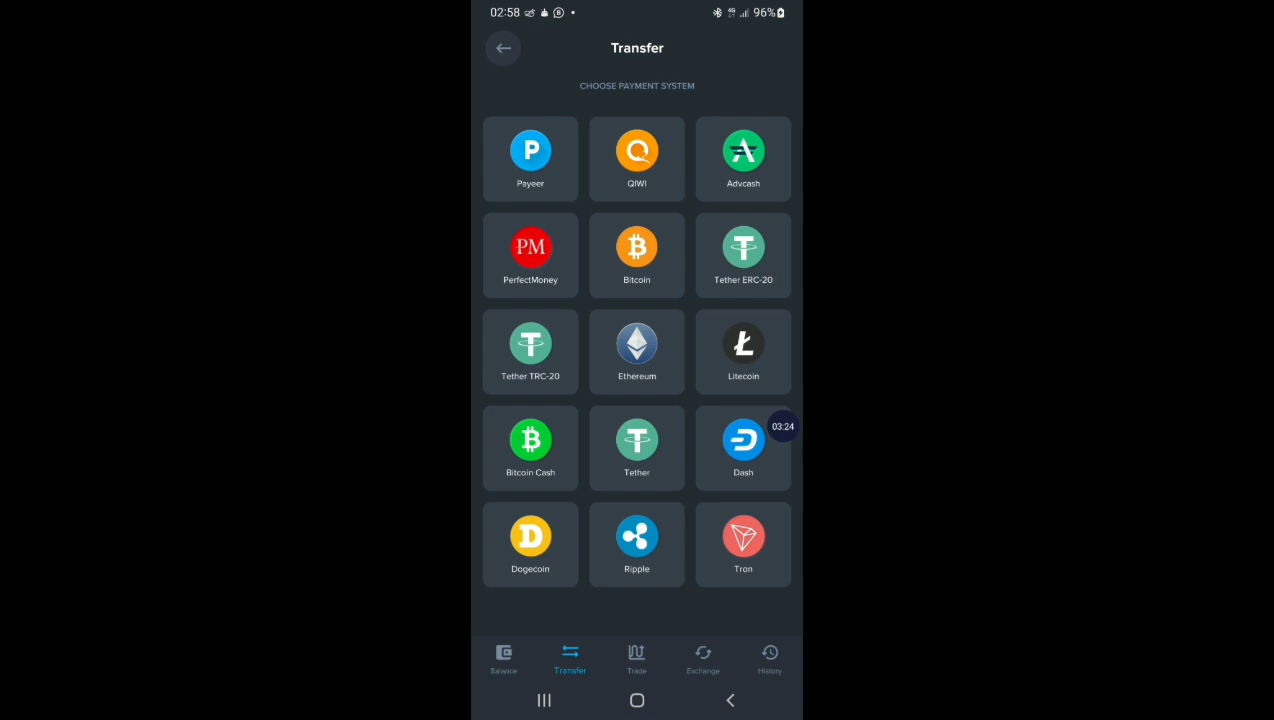 02:58 96%
4G
Transfer
CHOOSE PAYMENT SYSTEM
P
Payeer
QIWI
Advcash
PM
PerfectMoney
Bitcoin
Tether ERC-20
Tether TRC-20
Ethereum
Litecoin
Bitcoin Cash
Tether
Dash
03:24
Dogecoin
Ripple
Tron
Balance
Transfer
Trade
Exchange
History